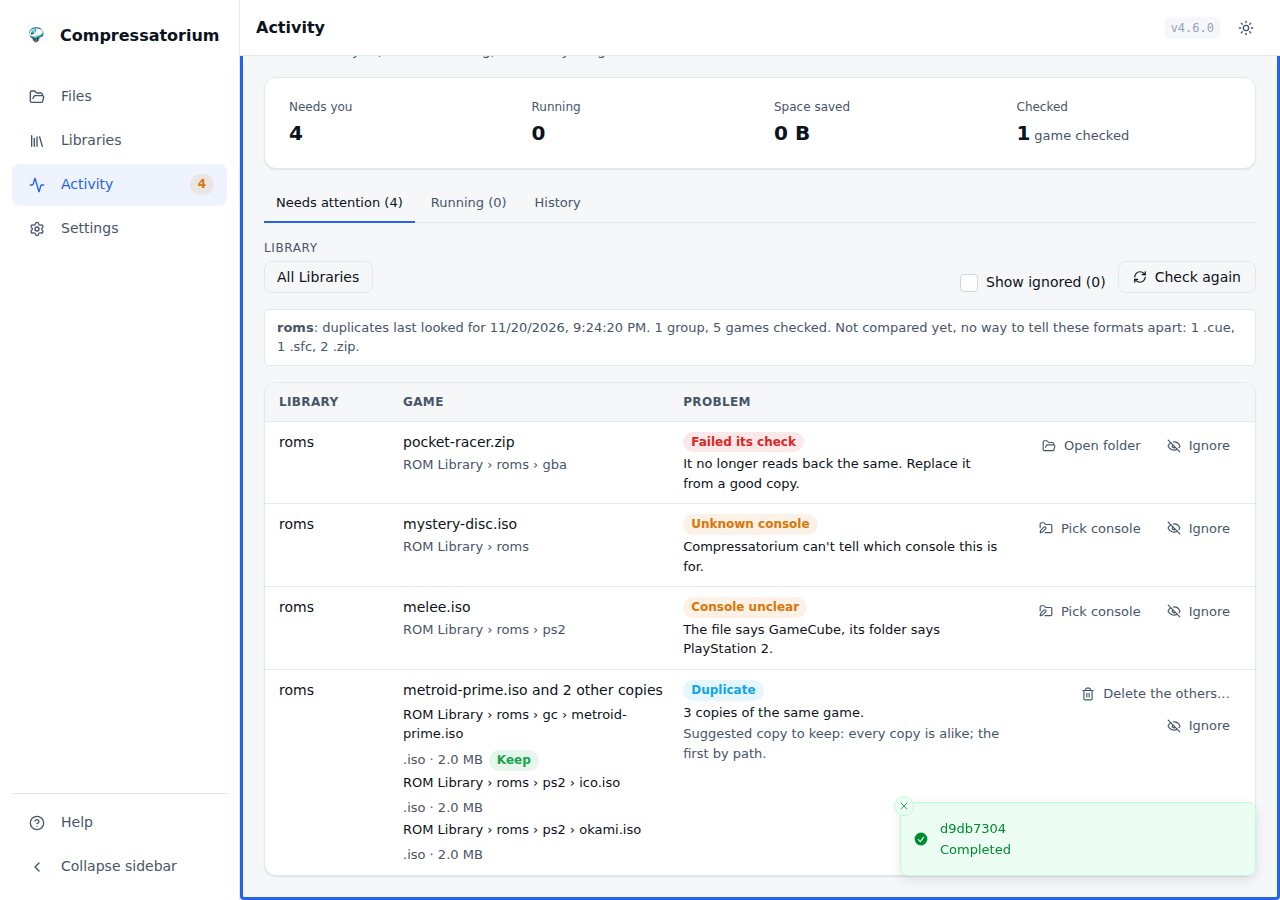 Compressatorium
Activity
v4.6.0
Files
Libraries
Activity
4
Settings
Help
Collapse sidebar
Needs you
4
Running
0
Space saved
0 B
Checked
1 game checked
Needs attention (4)
Running (0)
History
LIBRARY
All Libraries
Show ignored (0)
Check again
roms: duplicates last looked for 11/20/2026, 9:24:20 PM. 1 group, 5 games checked. Not compared yet, no way to tell these formats apart: 1 .cue,
1 .sfc, 2 .zip.
LIBRARY
GAME
PROBLEM
roms
pocket-racer.zip
ROM Library › roms › gba
Failed its check
It no longer reads back the same. Replace it
from a good copy.
Open folder
Ignore
roms
mystery-disc.iso
ROM Library › roms
Unknown console
Compressatorium can't tell which console this is
for.
Pick console
Ignore
roms
melee.iso
ROM Library › roms › ps2
Console unclear
The file says GameCube, its folder says
PlayStation 2.
Pick console
Ignore
roms
metroid-prime.iso and 2 other copies
ROM Library › roms › gc › metroid-
prime.iso
.iso · 2.0 MB Keep
ROM Library › roms › ps2 › ico.iso
.iso · 2.0 MB
ROM Library › roms › ps2 › okami.iso
.iso · 2.0 MB
Duplicate
3 copies of the same game.
Suggested copy to keep: every copy is alike; the
first by path.
Delete the others…
Ignore
d9db7304
Completed